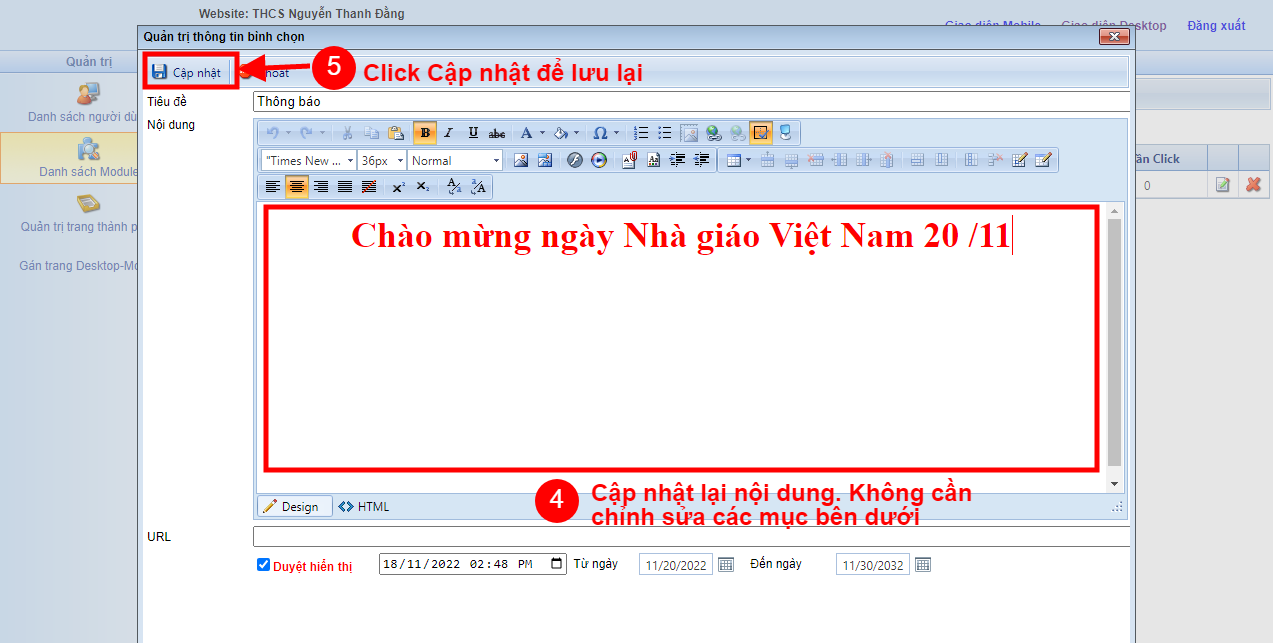 Website: THCS Nguyễn Thanh Đằng
Giao diện Mobile Giao diện Desktop Đăng xuất
Quản trị thông tin bình chọn
Quản trị
Cập nhật
5 Click Cập nhật để lưu lại
Danh sách người dù
Tiêu đề Thông báo
Nội dung
B I U abc A Ω
"Times New ... 36px Normal
Danh sách Module
Click
0
Quản trị trang thành p
Chào mừng ngày Nhà giáo Việt Nam 20 /11
Gán trang Desktop-Mo
4 Cập nhật lại nội dung. Không cần
chỉnh sửa các mục bên dưới
Design HTML
URL
Duyệt hiển thị 18/11/2022 02:48 PM Từ ngày 11/20/2022 Đến ngày 11/30/2032